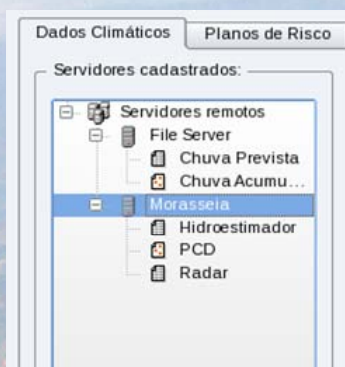 Dados Climáticos
Planos de Risco
Servidores cadastrados:
Servidores remotos
File Server
Chuva Prevista
Chuva Acumu...
Morasseia
Hidroestimador
PCD
Radar